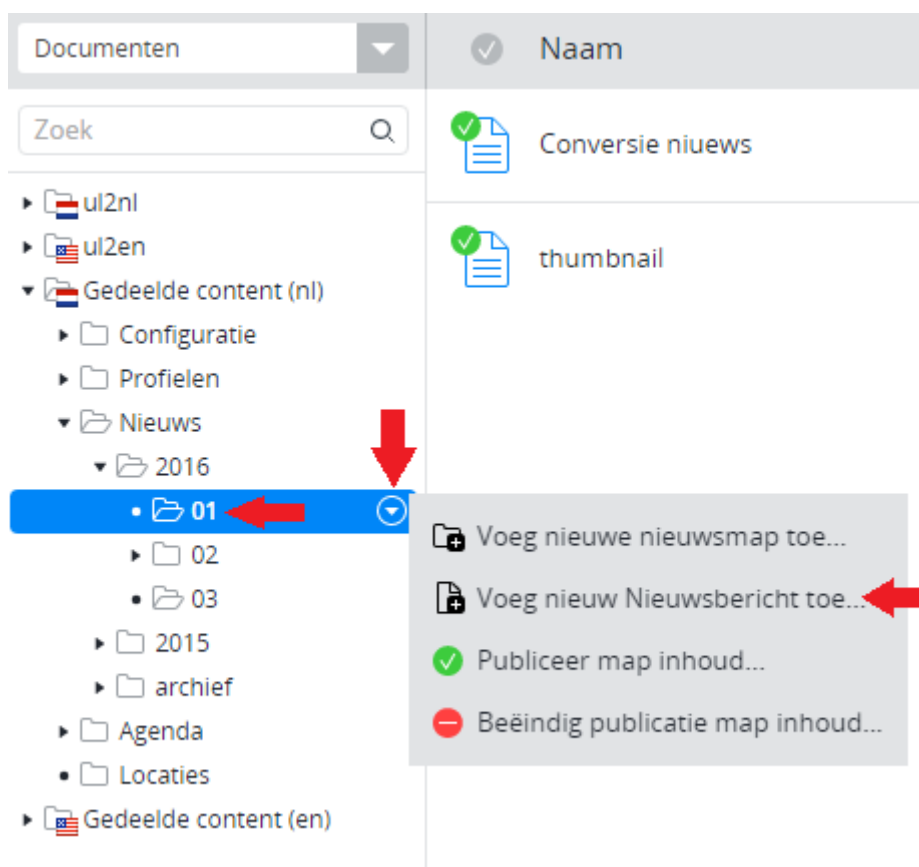 Documenten
Zoek
ul2nl
ul2en
Gedeelde content (nl)
Configuratie
Profielen
Nieuws
2016
01
02
03
2015
archief
Agenda
Locaties
Gedeelde content (en)
Naam
Conversie niuews
thumbnail
Voeg nieuwe nieuwsmap toe...
Voeg nieuw Nieuwsbericht toe...
Publiceer map inhoud...
Beëindig publicatie map inhoud...